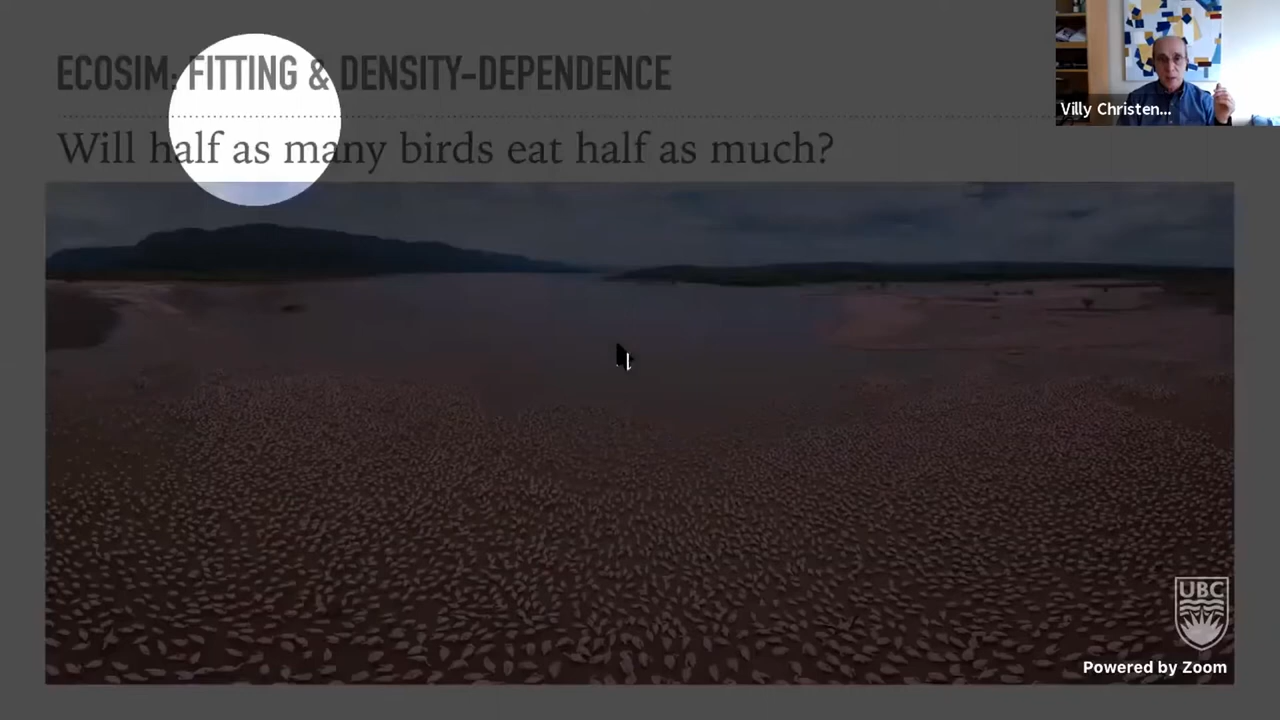 ECOSIM: FITTING & DENSITY-DEPENDENCE
Will half as many birds eat half as much?
Villy Christen...
UBC
Powered by Zoom